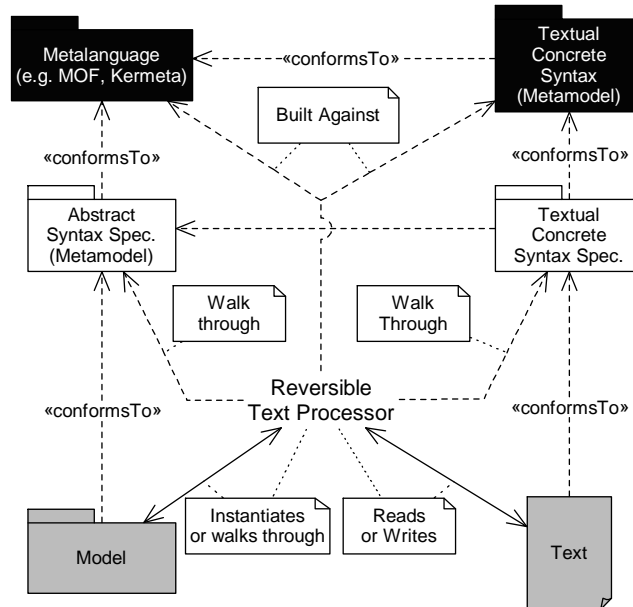 Metalanguage
(e.g. MOF, Kermeta)
«conformsTo»
Textual
Concrete
Syntax
(Metamodel)
Built Against
«conformsTo»
«conformsTo»
Abstract
Syntax Spec.
(Metamodel)
Textual
Concrete
Syntax Spec.
Walk
through
Walk
Through
Reversible
Text Processor
«conformsTo»
«conformsTo»
Model
Instantiates
or walks through
Reads
or Writes
Text